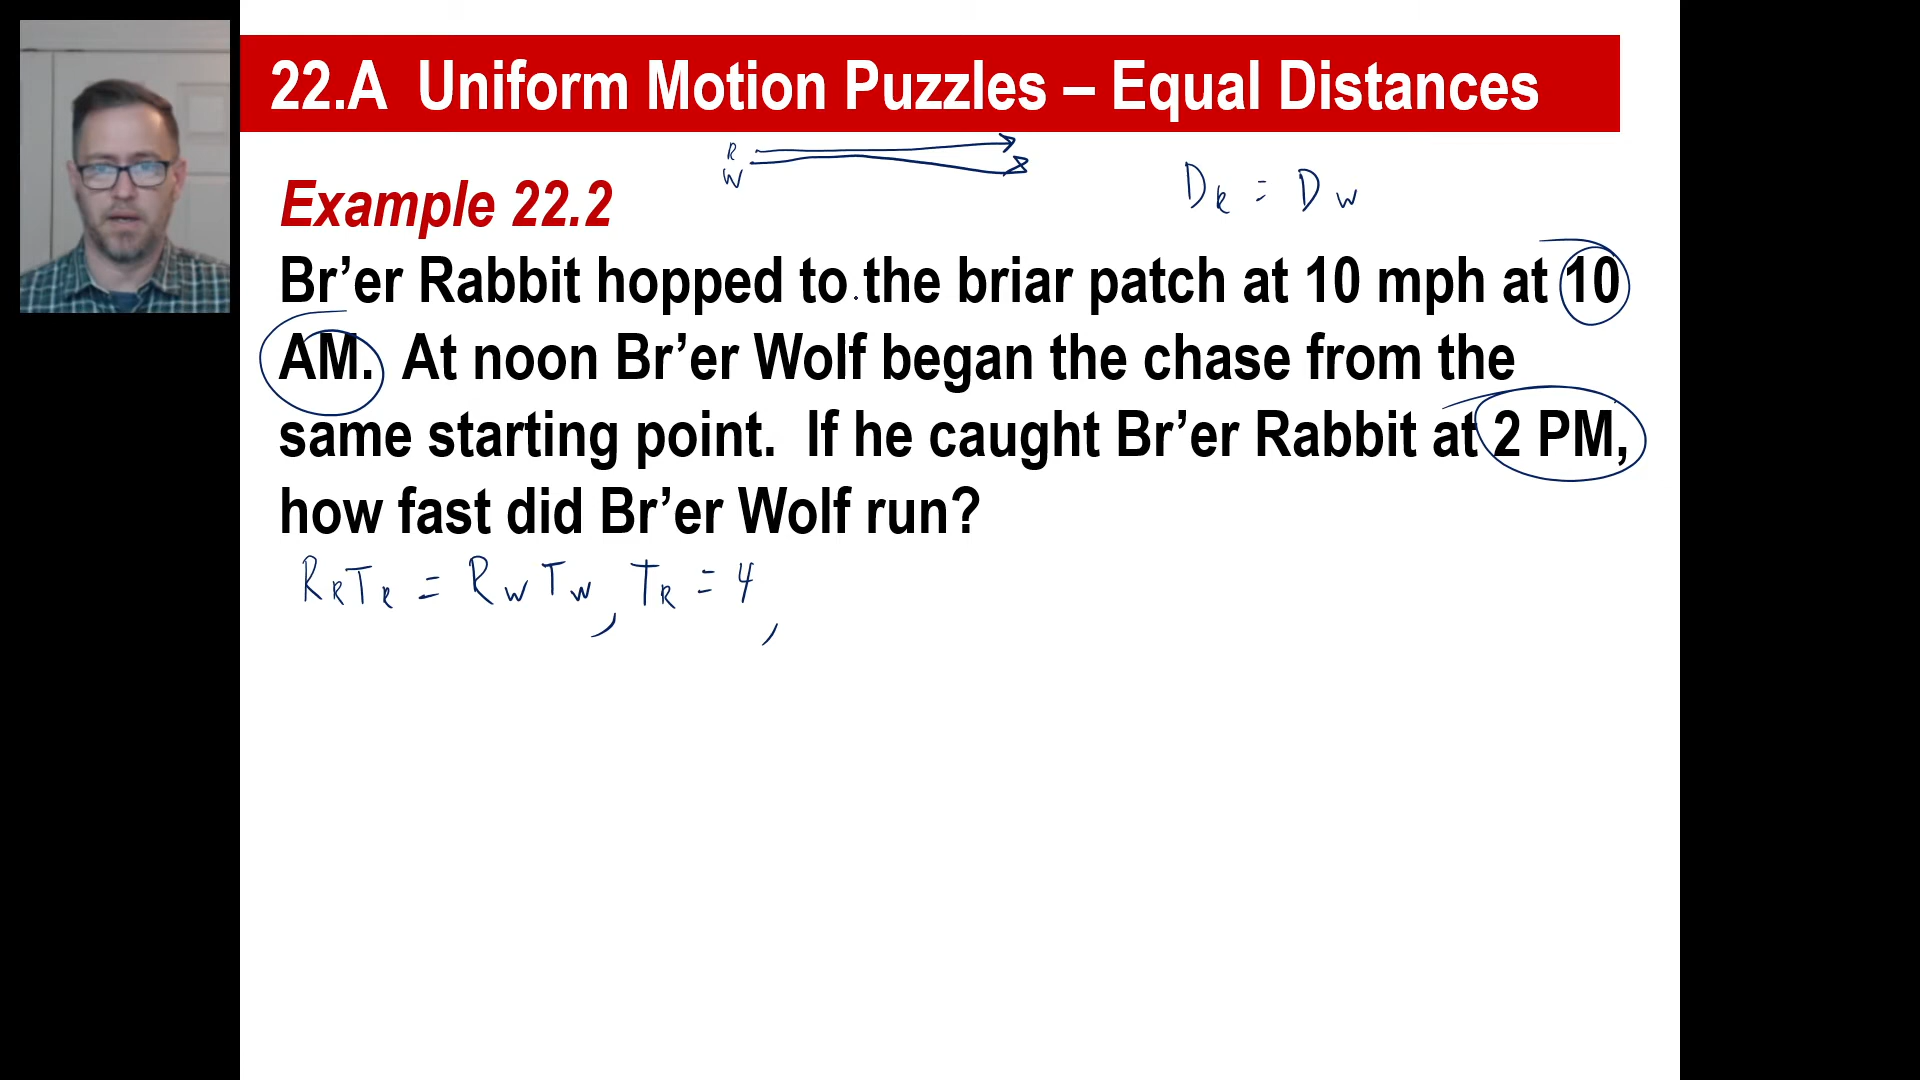 22.A Uniform Motion Puzzles – Equal Distances
R
W
D_R = D_W
Example 22.2
Br’er Rabbit hopped to the briar patch at 10 mph at 10
AM. At noon Br’er Wolf began the chase from the
same starting point. If he caught Br’er Rabbit at 2 PM,
how fast did Br’er Wolf run?
R_R T_R = R_W T_W, T_R = 4,